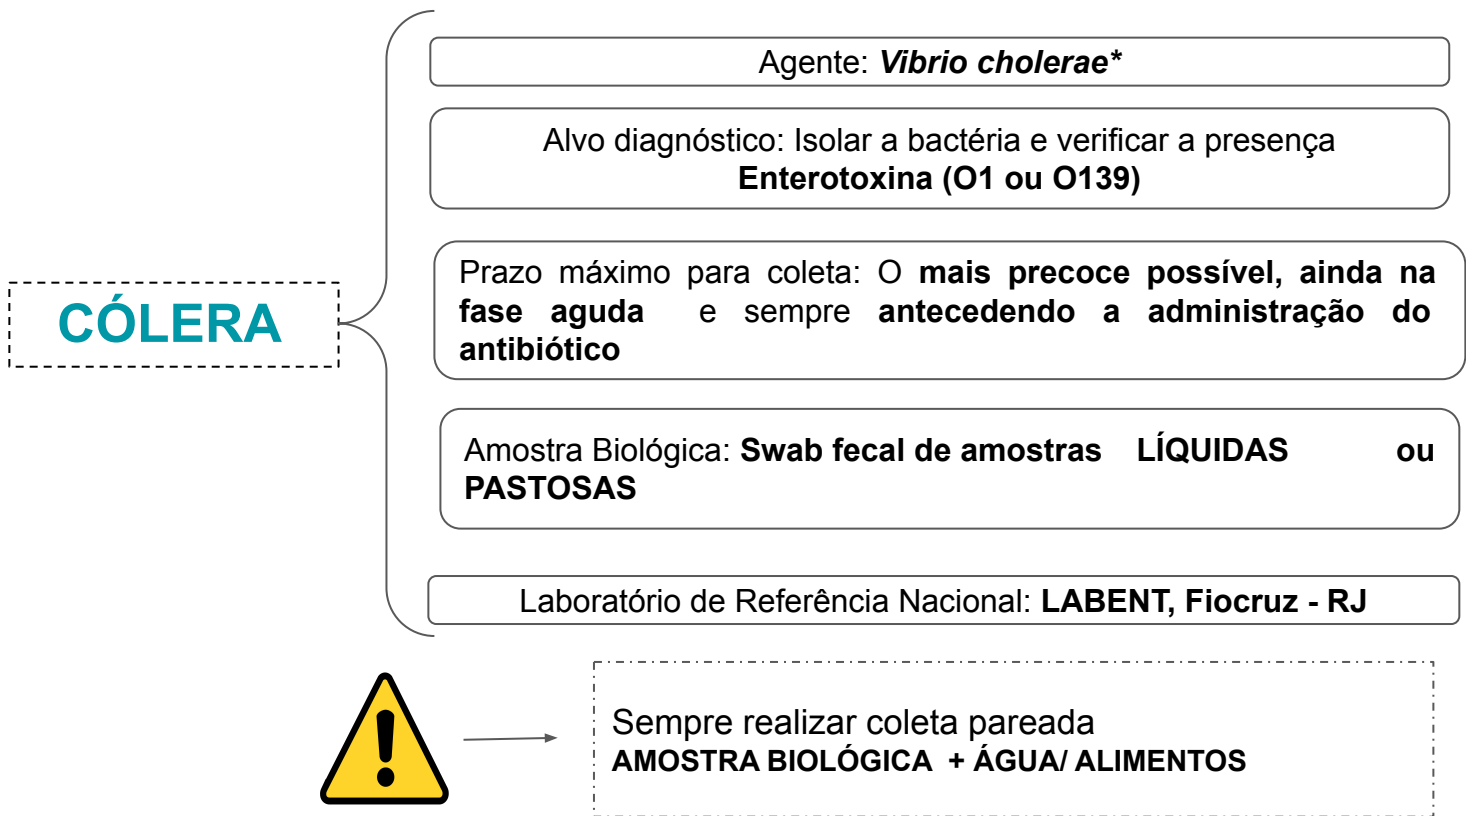 CÓLERA
Agente: Vibrio cholerae*
Alvo diagnóstico: Isolar a bactéria e verificar a presença
Enterotoxina (O1 ou O139)
Prazo máximo para coleta: O mais precoce possível, ainda na
fase aguda e sempre antecedendo a administração do
antibiótico
Amostra Biológica: Swab fecal de amostras LÍQUIDAS ou
PASTOSAS
Laboratório de Referência Nacional: LABENT, Fiocruz - RJ
Sempre realizar coleta pareada
AMOSTRA BIOLÓGICA + ÁGUA/ ALIMENTOS